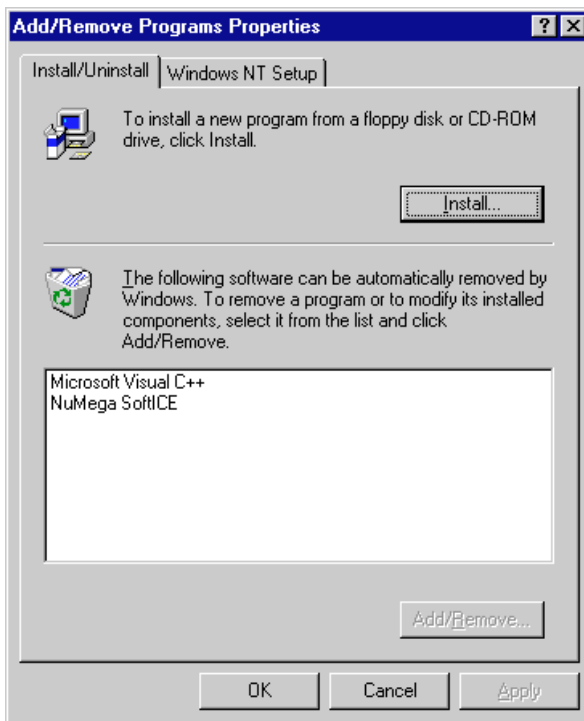 Add/Remove Programs Properties
Install/Uninstall
Windows NT Setup
To install a new program from a floppy disk or CD-ROM
drive, click Install.
Install...
The following software can be automatically removed by
Windows. To remove a program or to modify its installed
components, select it from the list and click
Add/Remove.
Microsoft Visual C++
NuMega SoftICE
Add/Remove...
OK
Cancel
Apply